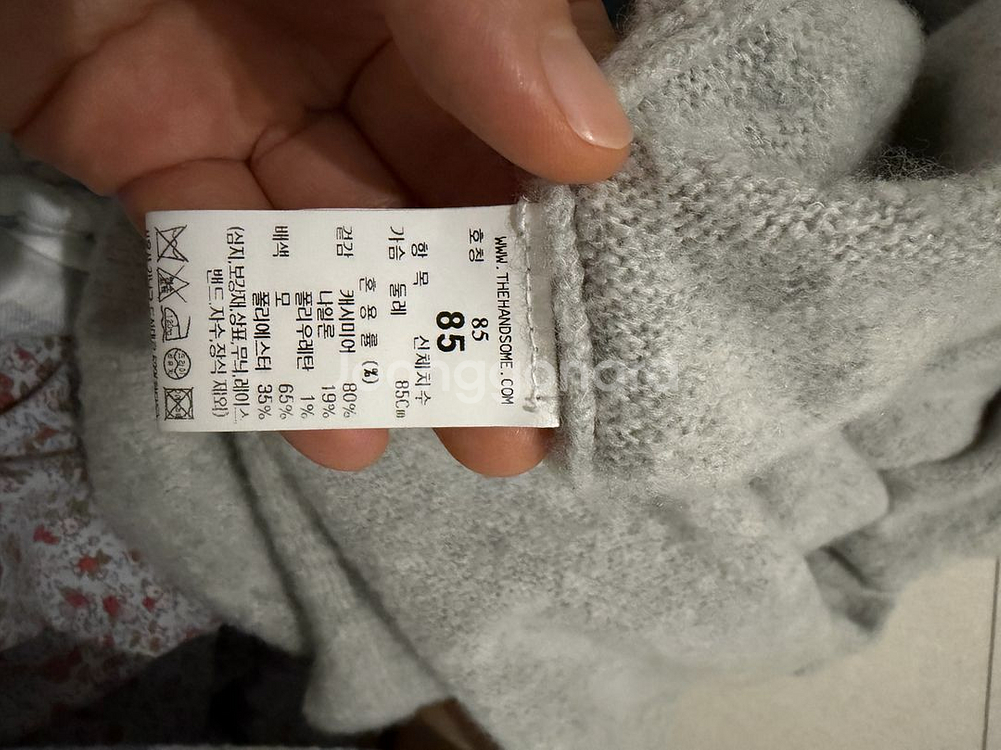 WWW.THEHANDSOME.COM
호칭 85
85
항 목 신체치수
가슴 둘레 85Cm
혼 용 률 (%)
겉감 캐시미어 80%
나일론 19%
폴리우레탄 1%
배색 모 65%
폴리에스터 35%
(심지,보강재,상표,무늬,레이스
밴드,자수,장식 제외)
Joonggonara